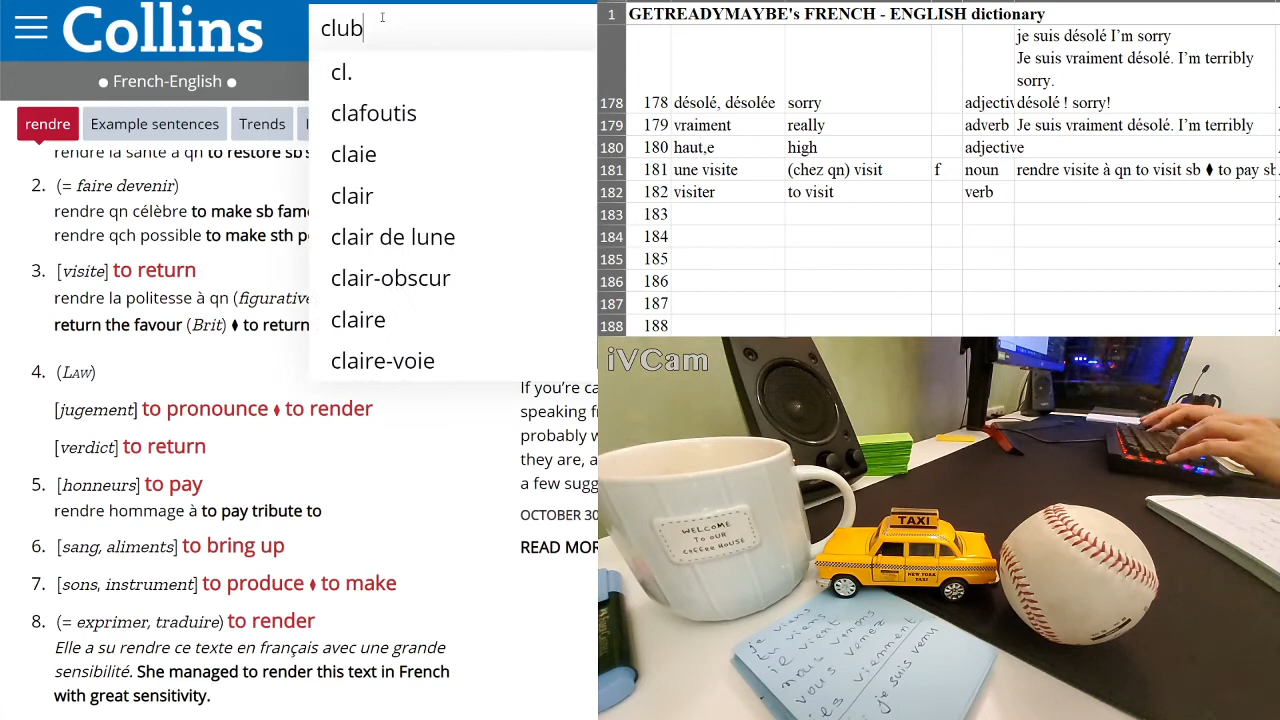 Collins
club
● French-English ●
rendre
Example sentences
Trends
cl.
clafoutis
claie
clair
clair de lune
clair-obscur
claire
claire-voie
rendre la santé à qn to restore sb's
2. (= faire devenir)
rendre qn célèbre to make sb fam
rendre qch possible to make sth p
3. [visite] to return
rendre la politesse à qn (figurative
return the favour (Brit) ♦ to return
4. (LAW)
[jugement] to pronounce ♦ to render
[verdict] to return
5. [honneurs] to pay
rendre hommage à to pay tribute to
6. [sang, aliments] to bring up
7. [sons, instrument] to produce ♦ to make
8. (= exprimer, traduire) to render
Elle a su rendre ce texte en français avec une grande
sensibilité. She managed to render this text in French
with great sensitivity.
If you're ca
speaking f
probably w
they are, a
a few sugg
OCTOBER 30
READ MOR
1 GETREADYMAYBE's FRENCH - ENGLISH dictionary
je suis désolé I'm sorry
Je suis vraiment désolé. I'm terribly
sorry.
178 178 désolé, désolée sorry adjectiv désolé ! sorry!
179 179 vraiment really adverb Je suis vraiment désolé. I'm terribly
180 180 haut,e high adjective
181 181 une visite (chez qn) visit f noun rendre visite à qn to visit sb ♦ to pay sb
182 182 visiter to visit verb
183 183
184 184
185 185
186 186
187 187
188 188
iVCam
WELCOME
TO OUR
COFFEE HOUSE
TAXI
NEW YORK
TAXI
je viens
tu viens
il vient
nous venons
vous venez
ils viennent
je suis venu